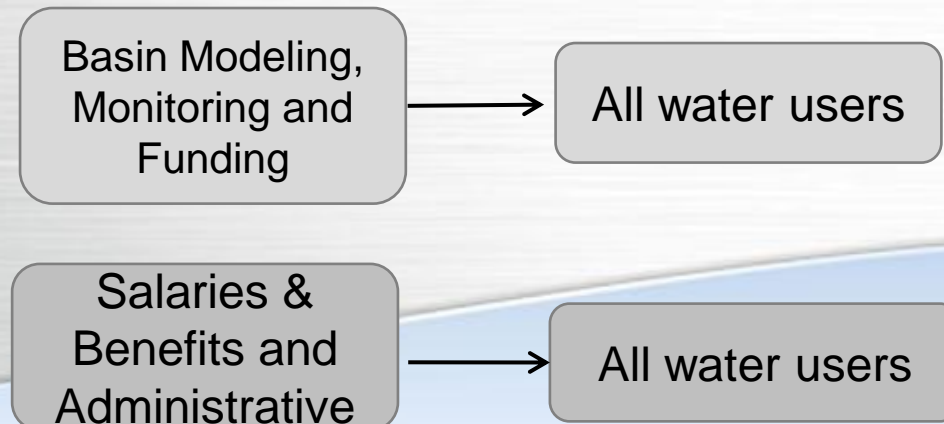 Basin Modeling,
Monitoring and
Funding
All water users
Salaries &
Benefits and
Administrative
All water users